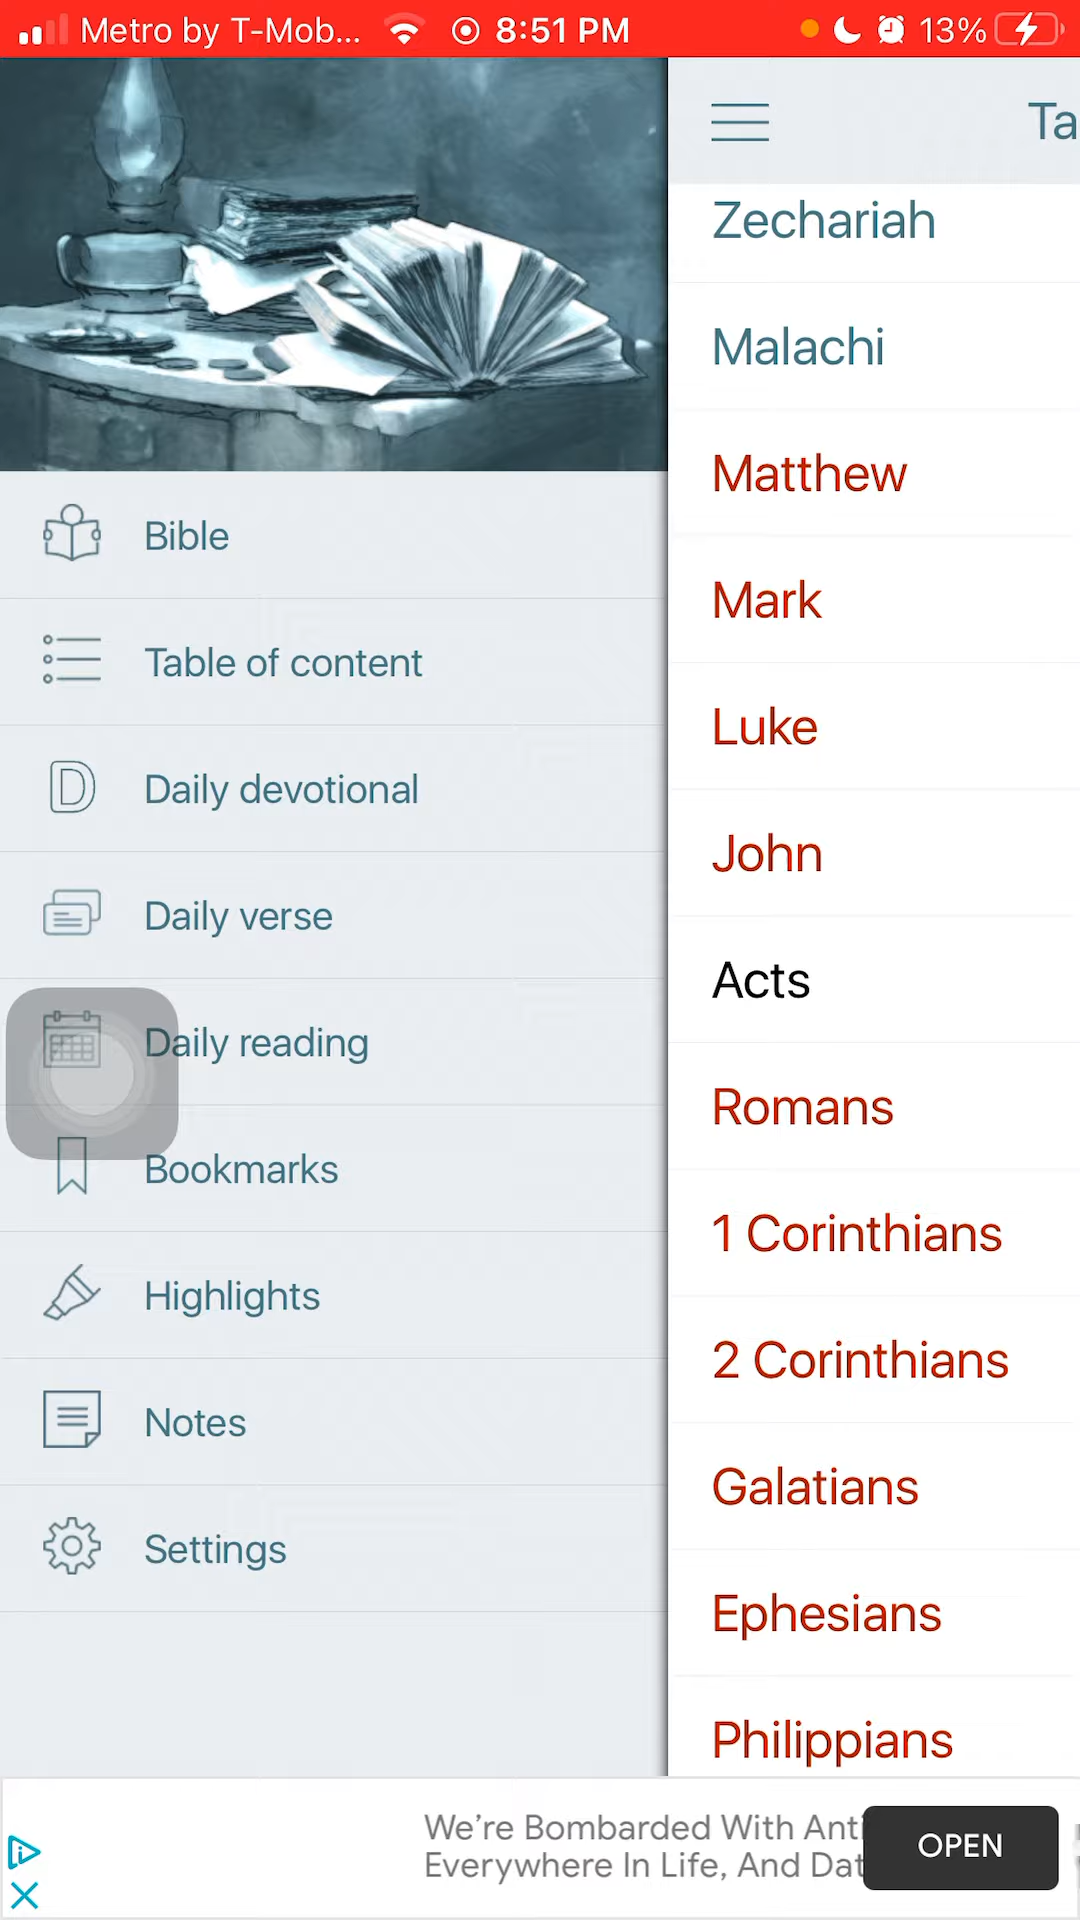 Metro by T-Mob... 8:51 PM 13%
Ta
Bible
Table of content
Daily devotional
Daily verse
Daily reading
Bookmarks
Highlights
Notes
Settings
Zechariah
Malachi
Matthew
Mark
Luke
John
Acts
Romans
1 Corinthians
2 Corinthians
Galatians
Ephesians
Philippians
We're Bombarded With Anti
Everywhere In Life, And Dat
OPEN